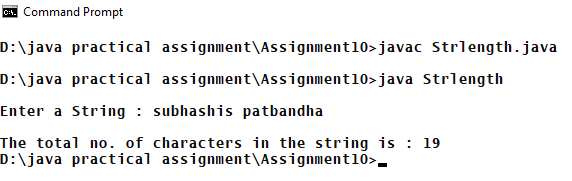 Command Prompt
D:\java practical assignment\Assignment10>javac Strlength.java
D:\java practical assignment\Assignment10>java Strlength
Enter a String : subhashis patbandha
The total no. of characters in the string is : 19
D:\java practical assignment\Assignment10>